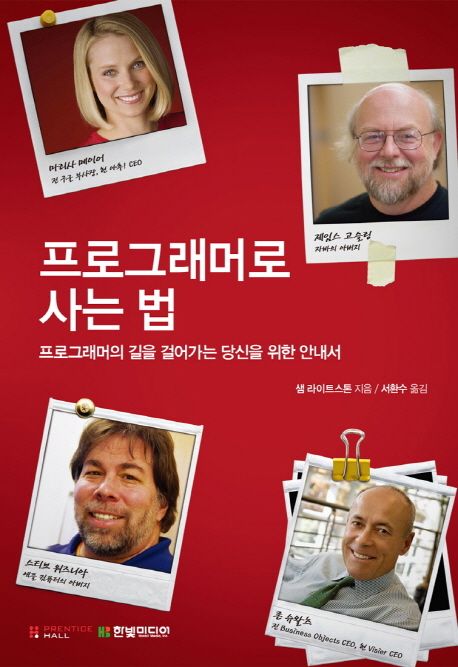 마리사 메이어
전 구글 부사장, 현 야후! CEO
제임스 고슬링
자바의 아버지
프로그래머로
사는 법
프로그래머의 길을 걸어가는 당신을 위한 안내서
샘 라이트스톤 지음 / 서환수 옮김
스티브 워즈니악
애플 컴퓨터의 아버지
존 슈왈츠
전 Business Objects CEO, 현 Visier CEO
PRENTICE
HALL
한빛미디어
Hanbit Media, Inc.